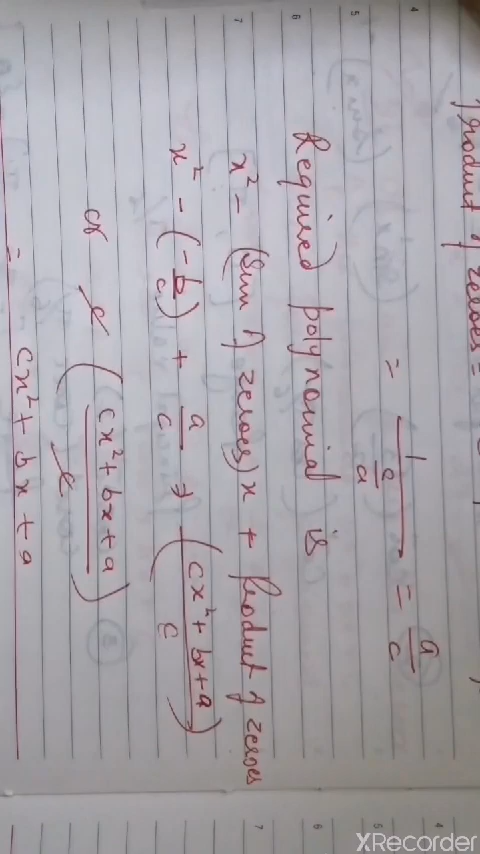 Product of zeroes =
= 1/(c/a) = a/c
Required polynomial is
x² - (Sum of zeroes)x + Product of zeroes
x² - (-b/c) + a/c ⇒ (cx² + bx + a / c)
or c (cx² + bx + a / c)
= cx² + bx + a
XRecorder